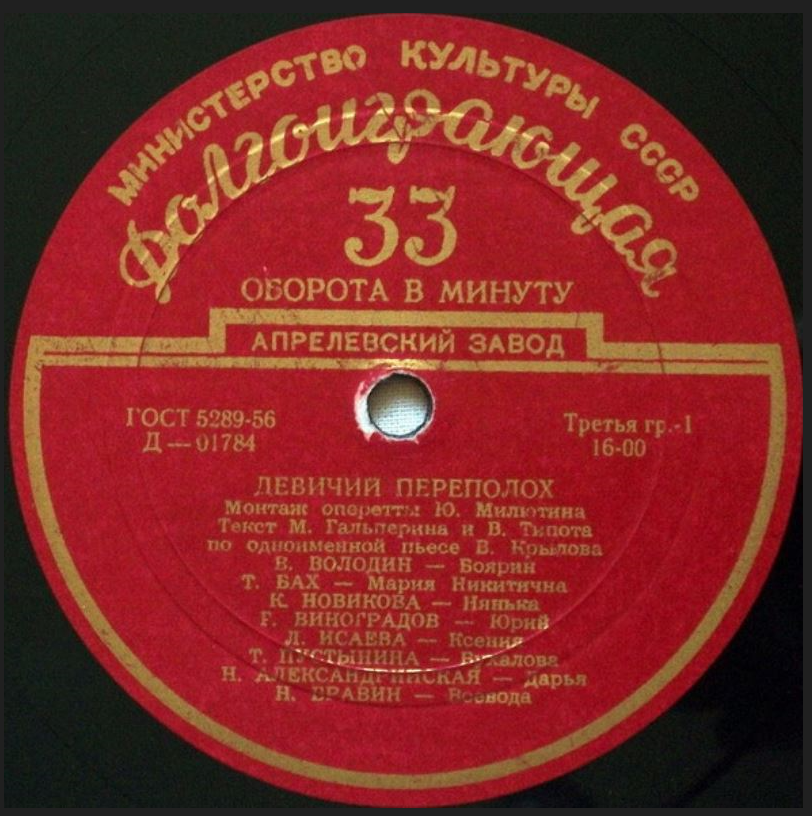 МИНИСТЕРСТВО КУЛЬТУРЫ СССР
Долгоиграющая
33
ОБОРОТА В МИНУТУ
АПРЕЛЕВСКИЙ ЗАВОД
ГОСТ 5289-56
Д — 01784
Третья гр.-1
16-00
ДЕВИЧИЙ ПЕРЕПОЛОХ
Монтаж оперетты Ю. Милютина
Текст М. Гальперина и В. Типота
по одноименной пьесе В. Крылова
В. ВОЛОДИН — Боярин
Т. БАХ — Мария Никитична
К. НОВИКОВА — Нянька
Г. ВИНОГРАДОВ — Юрий
Л. ИСАЕВА — Ксения
Т. ПУСТЫНИНА —
Н. АЛЕКСАНДРИЙСКАЯ — Дарья
Н. БРАВИН — Воевода